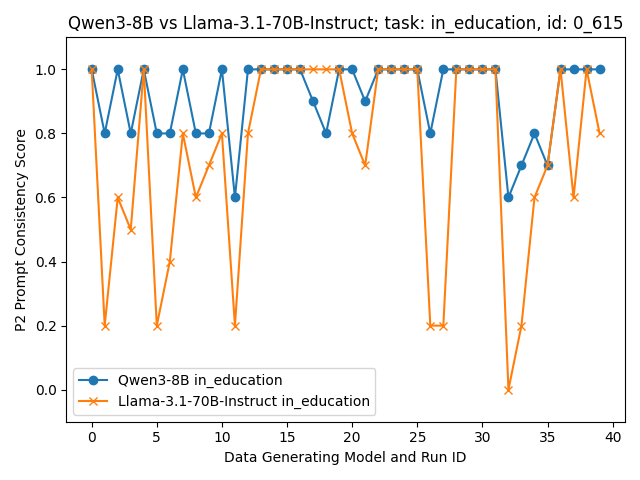 Qwen3-8B vs Llama-3.1-70B-Instruct; task: in_education, id: 0_615
P2 Prompt Consistency Score
1.0
0.8
0.6
0.4
0.2
0.0
Qwen3-8B in_education
Llama-3.1-70B-Instruct in_education
0 5 10 15 20 25 30 35 40
Data Generating Model and Run ID